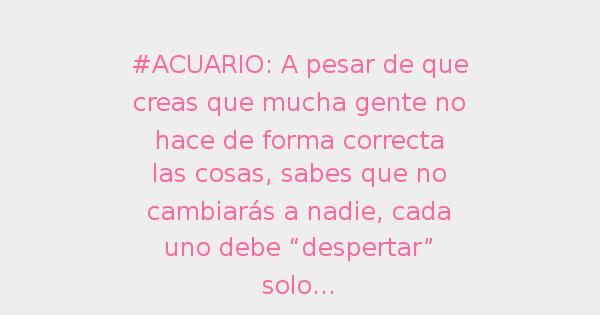 #ACUARIO: A pesar de que
creas que mucha gente no
hace de forma correcta
las cosas, sabes que no
cambiarás a nadie, cada
uno debe “despertar”
solo...